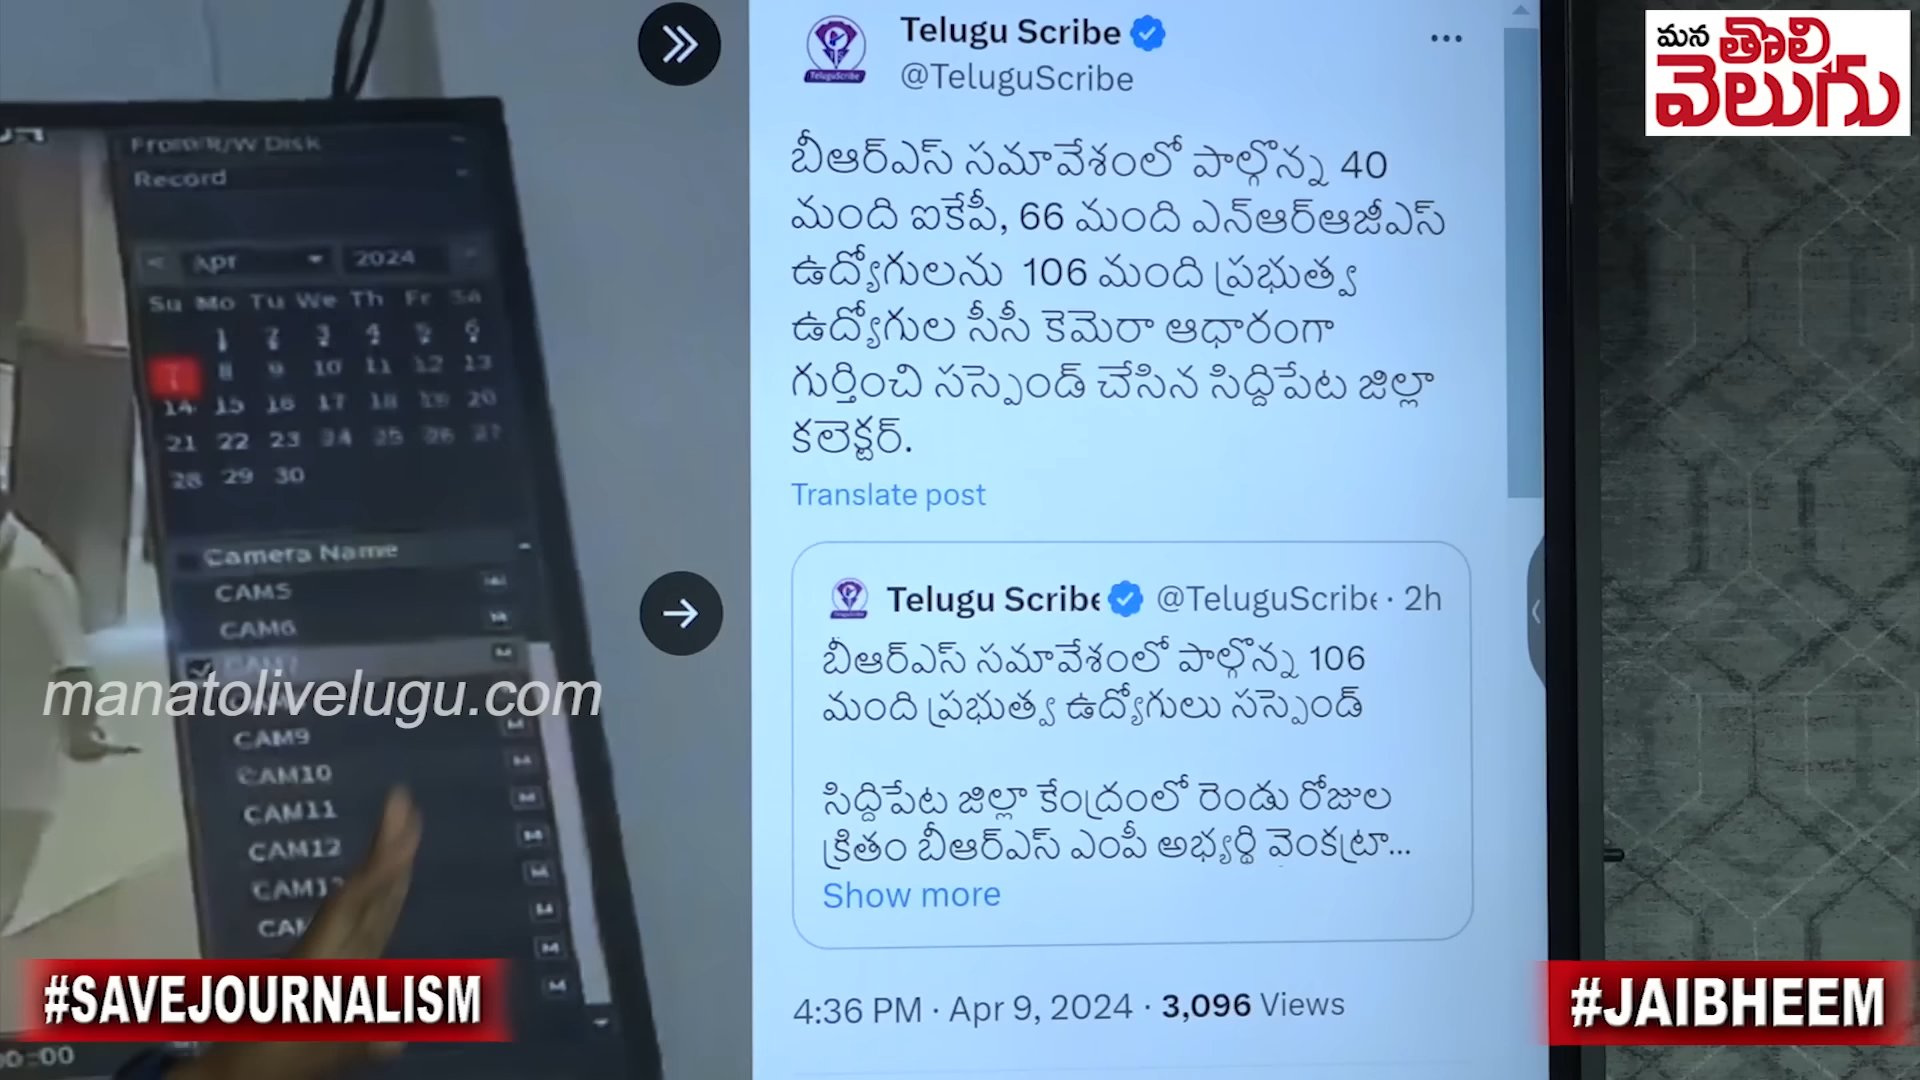 From/R/W Disk
Record
< Apr 2024
Su Mo Tu We Th Fr Sa
1 2 3 4 5 6
7 8 9 10 11 12 13
14 15 16 17 18 19 20
21 22 23 24 25 26 27
28 29 30
Camera Name
CAM5
CAM6
CAM7
CAM9
CAM10
CAM11
CAM12
manatolivelugu.com
#SAVEJOURNALISM
Telugu Scribe
@TeluguScribe
బీఆర్ఎస్ సమావేశంలో పాల్గొన్న 40
మంది ఐకేపీ, 66 మంది ఎన్ఆర్ఆజీఎస్
ఉద్యోగులను 106 మంది ప్రభుత్వ
ఉద్యోగుల సీసీ కెమెరా ఆధారంగా
గుర్తించి సస్పెండ్ చేసిన సిద్దిపేట జిల్లా
కలెక్టర్.
Translate post
Telugu Scribe @TeluguScribe · 2h
బీఆర్ఎస్ సమావేశంలో పాల్గొన్న 106
మంది ప్రభుత్వ ఉద్యోగులు సస్పెండ్
సిద్దిపేట జిల్లా కేంద్రంలో రెండు రోజుల
క్రితం బీఆర్ఎస్ ఎంపీ అభ్యర్థి వెంకట్రా...
Show more
4:36 PM · Apr 9, 2024 · 3,096 Views
మన తొలి
వెలుగు
#JAIBHEEM